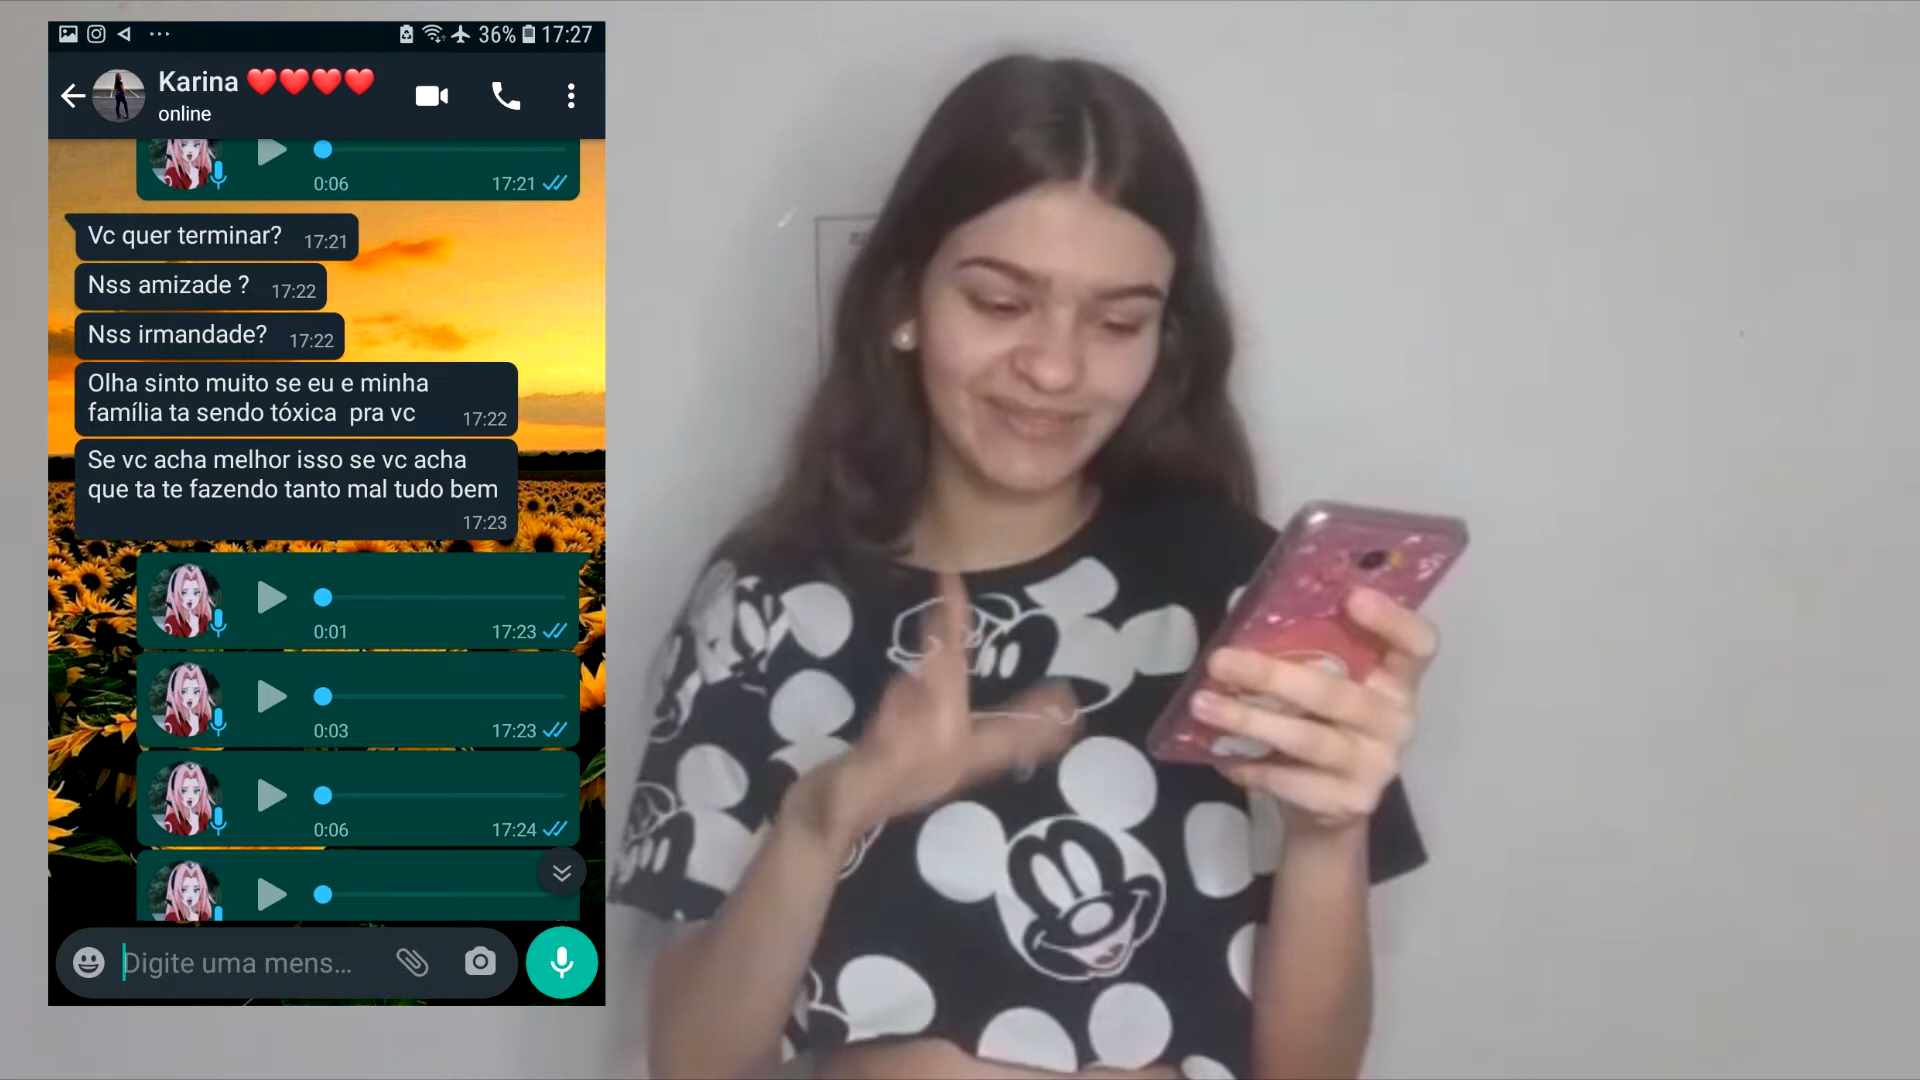 36% 17:27
Karina ❤️❤️❤️❤️
online
0:06 17:21
Vc quer terminar? 17:21
Nss amizade ? 17:22
Nss irmandade? 17:22
Olha sinto muito se eu e minha
família ta sendo tóxica pra vc 17:22
Se vc acha melhor isso se vc acha
que ta te fazendo tanto mal tudo bem
17:23
0:01 17:23
0:03 17:23
0:06 17:24
Digite uma mens...